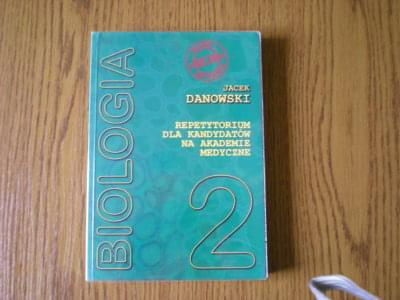 BIOLOGIA
JACEK
DANOWSKI
REPETYTORIUM
DLA KANDYDATÓW
NA AKADEMIE
MEDYCZNE
2